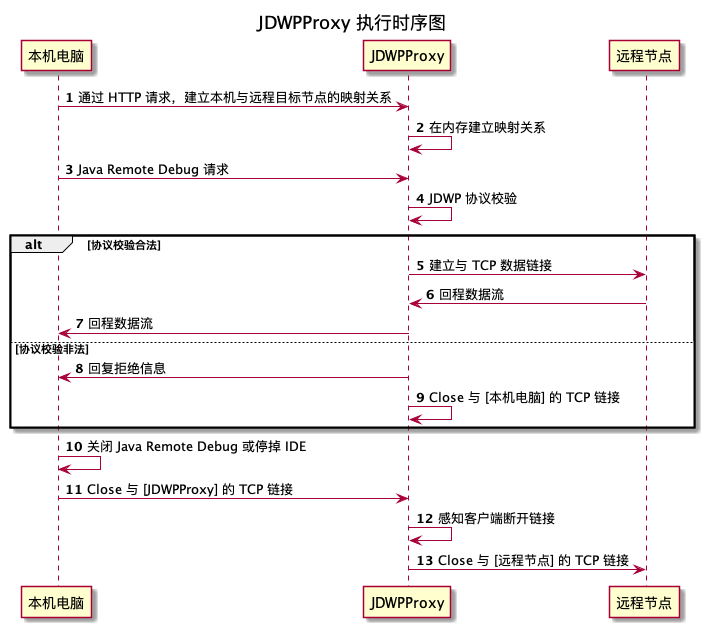 JDWPProxy 执行时序图
本机电脑
JDWPProxy
远程节点
1 通过 HTTP 请求，建立本机与远程目标节点的映射关系
2 在内存建立映射关系
3 Java Remote Debug 请求
4 JDWP 协议校验
alt [协议校验合法]
5 建立与 TCP 数据链接
6 回程数据流
7 回程数据流
[协议校验非法]
8 回复拒绝信息
9 Close 与 [本机电脑] 的 TCP 链接
10 关闭 Java Remote Debug 或停掉 IDE
11 Close 与 [JDWPProxy] 的 TCP 链接
12 感知客户端断开链接
13 Close 与 [远程节点] 的 TCP 链接
本机电脑
JDWPProxy
远程节点